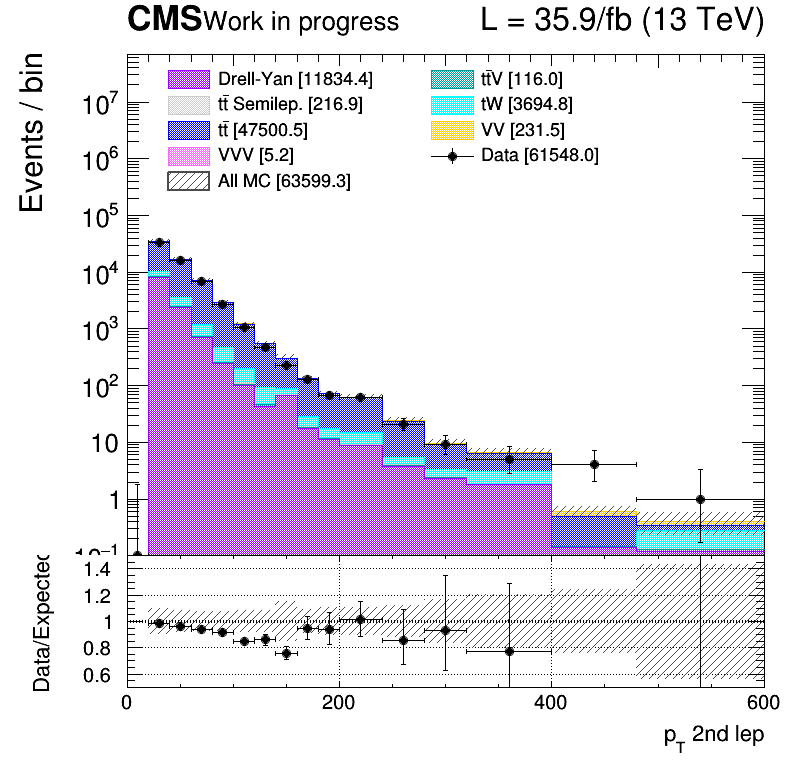 CMS Work in progress L = 35.9/fb (13 TeV)
Events / bin
Drell-Yan [11834.4]
tt̄ Semilep. [216.9]
tt̄ [47500.5]
VVV [5.2]
All MC [63599.3]
tt̄V [116.0]
tW [3694.8]
VV [231.5]
Data [61548.0]
10⁷
10⁶
10⁵
10⁴
10³
10²
10
1
10⁻¹
Data/Expected
1.4
1.2
1
0.8
0.6
0 200 400 600
p_T 2nd lep